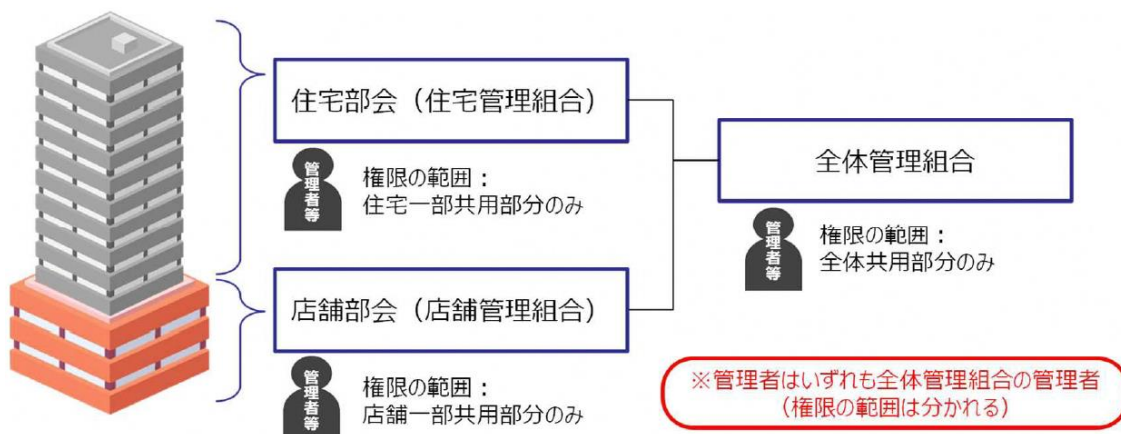 住宅部会（住宅管理組合）
管理者等
権限の範囲：
住宅一部共用部分のみ
全体管理組合
管理者等
権限の範囲：
全体共用部分のみ
店舗部会（店舗管理組合）
管理者等
権限の範囲：
店舗一部共用部分のみ
※管理者はいずれも全体管理組合の管理者
（権限の範囲は分かれる）